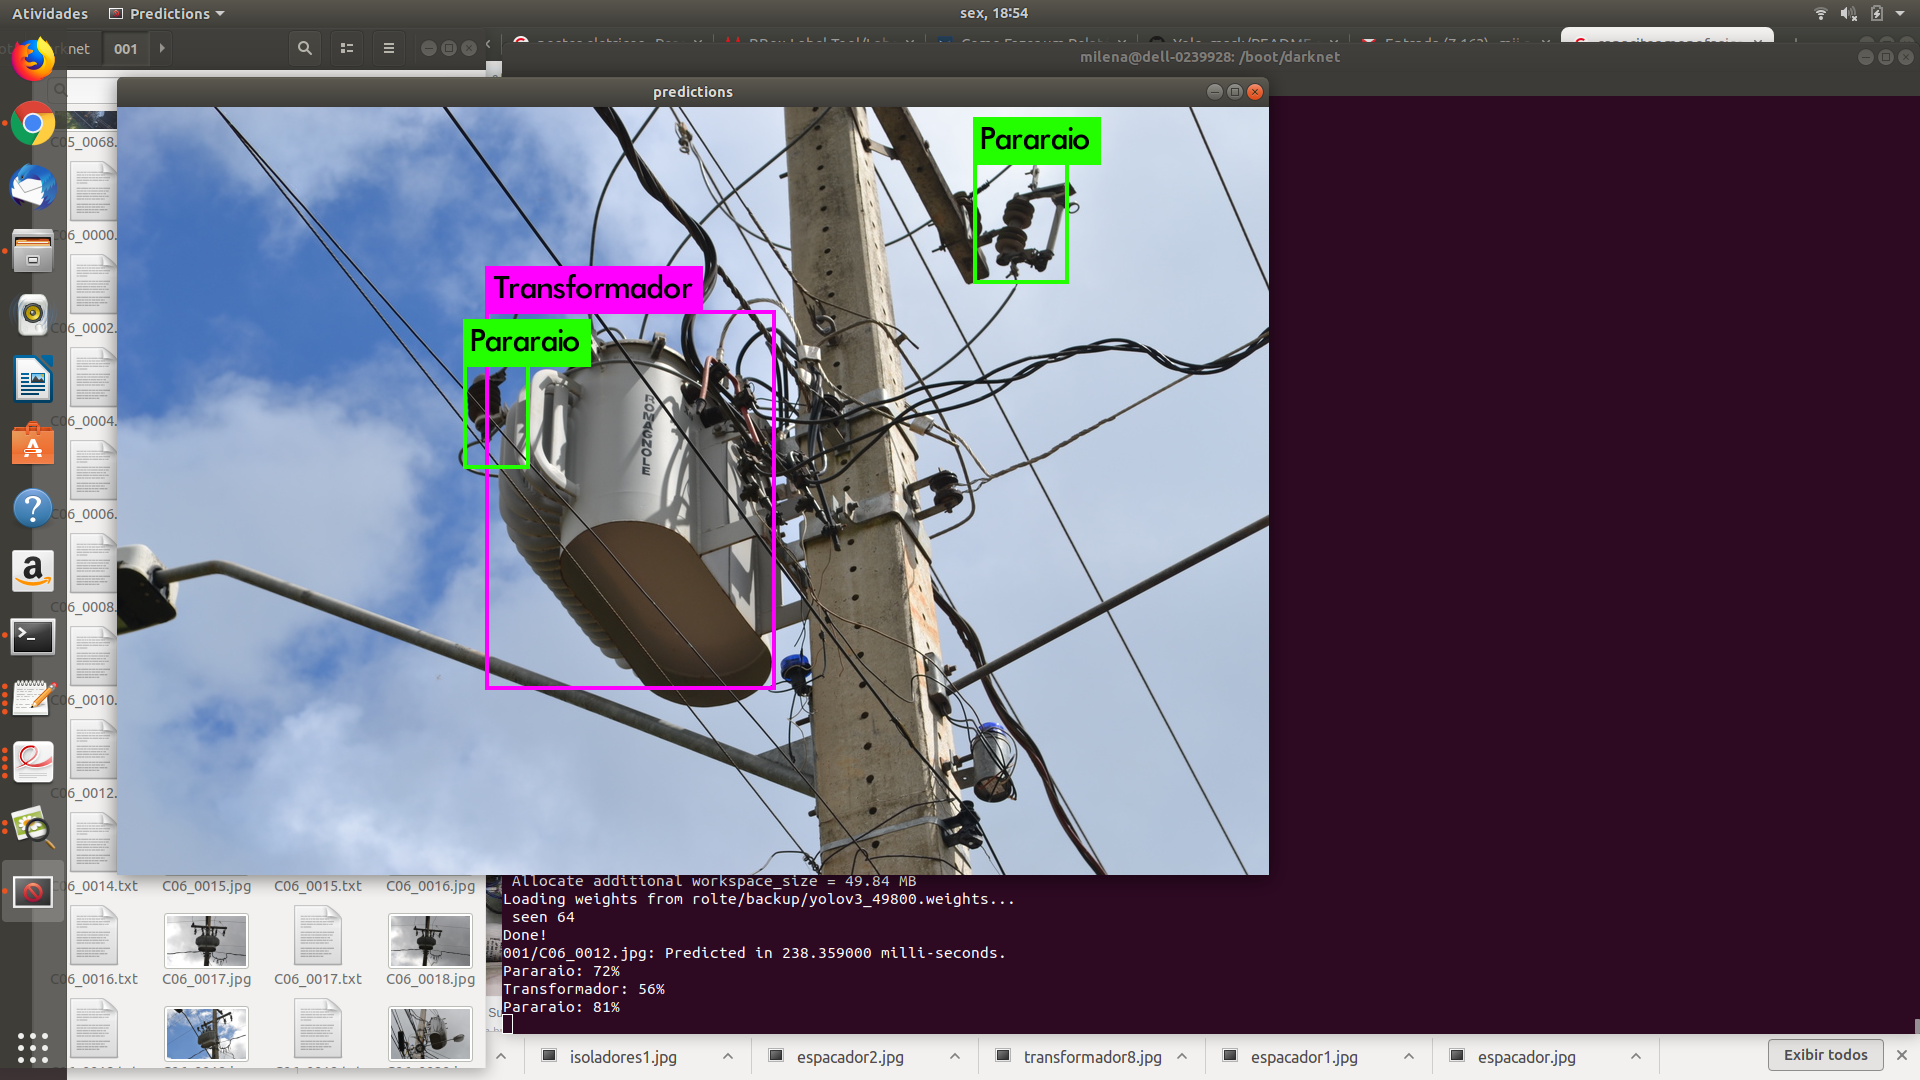 Atividades
Predictions
sex, 18:54
darknet
001
milena@dell-0239928: /boot/darknet
predictions
Pararaio
Transformador
Pararaio
ROMAGNOLE
C05_0068.
C06_0000.
C06_0002.
C06_0004.
C06_0006.
C06_0008.
C06_0010.
C06_0012.
C06_0014.txt
C06_0015.jpg
C06_0015.txt
C06_0016.jpg
C06_0016.txt
C06_0017.jpg
C06_0017.txt
C06_0018.jpg
Allocate additional workspace_size = 49.84 MB
Loading weights from rolte/backup/yolov3_49800.weights...
seen 64
Done!
001/C06_0012.jpg: Predicted in 238.359000 milli-seconds.
Pararaio: 72%
Transformador: 56%
Pararaio: 81%
isoladores1.jpg
espacador2.jpg
transformador8.jpg
espacador1.jpg
espacador.jpg
Exibir todos